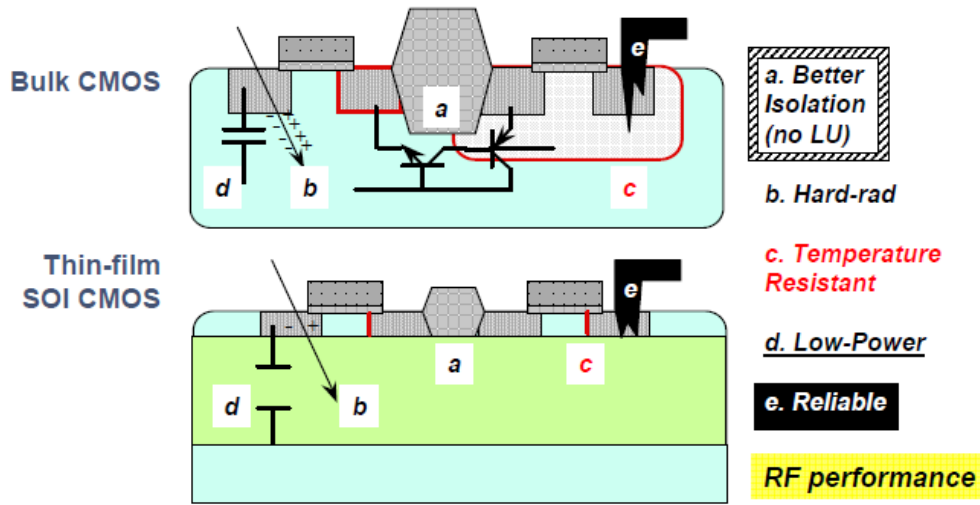 Bulk CMOS
a
e
d
b
c
Thin-film
SOI CMOS
- +
e
a
c
d
b
a. Better
Isolation
(no LU)
b. Hard-rad
c. Temperature
Resistant
d. Low-Power
e. Reliable
RF performance